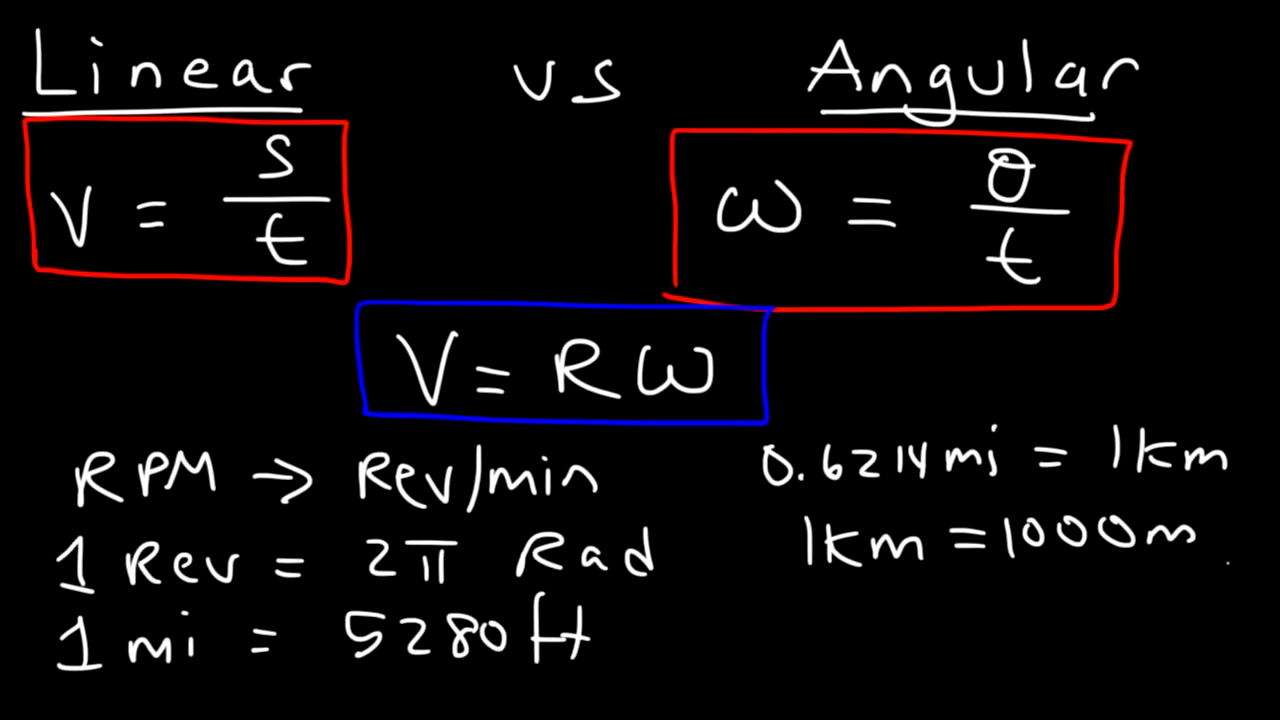 Linear vs Angular
V = s/t
ω = θ/t
V = Rω
RPM → Rev/min
1 Rev = 2π Rad
1 mi = 5280 ft
0.6214 mi = 1 km
1 km = 1000 m